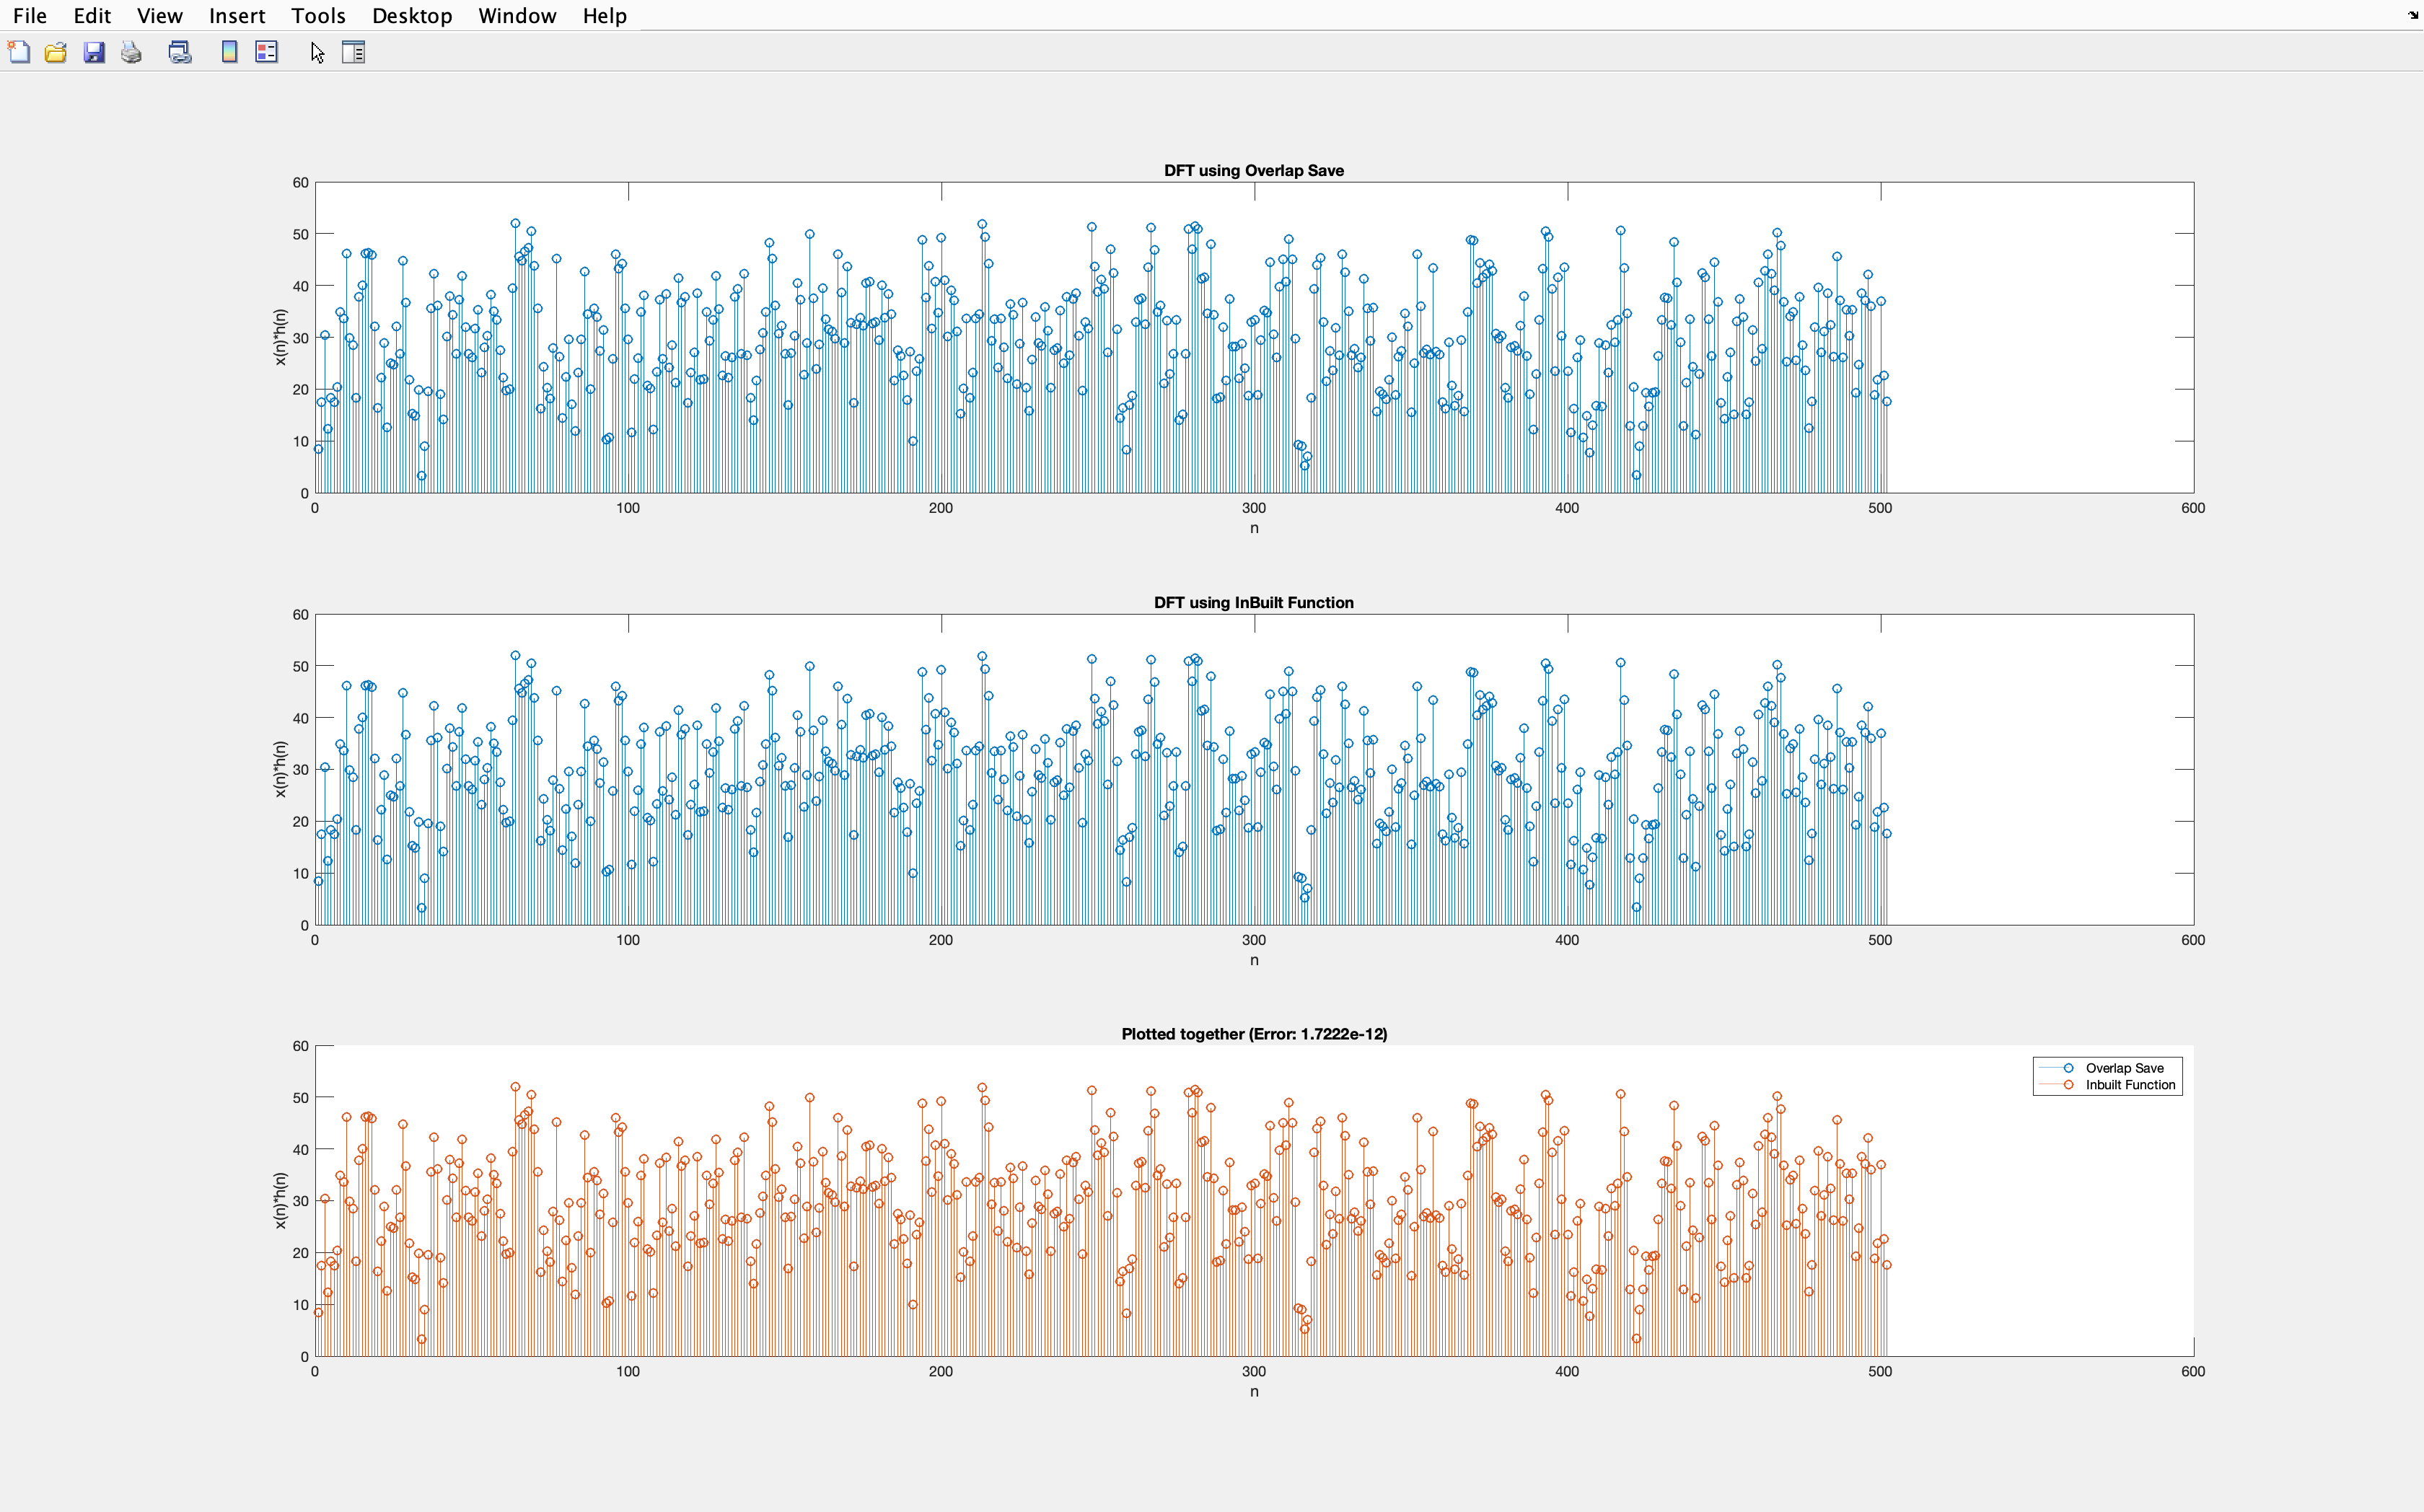 File Edit View Insert Tools Desktop Window Help
DFT using Overlap Save
60
50
40
30
20
10
0
x(n)*h(n)
0 100 200 300 400 500 600
n
DFT using InBuilt Function
60
50
40
30
20
10
0
x(n)*h(n)
0 100 200 300 400 500 600
n
Plotted together (Error: 1.7222e-12)
60
50
40
30
20
10
0
x(n)*h(n)
Overlap Save
Inbuilt Function
0 100 200 300 400 500 600
n